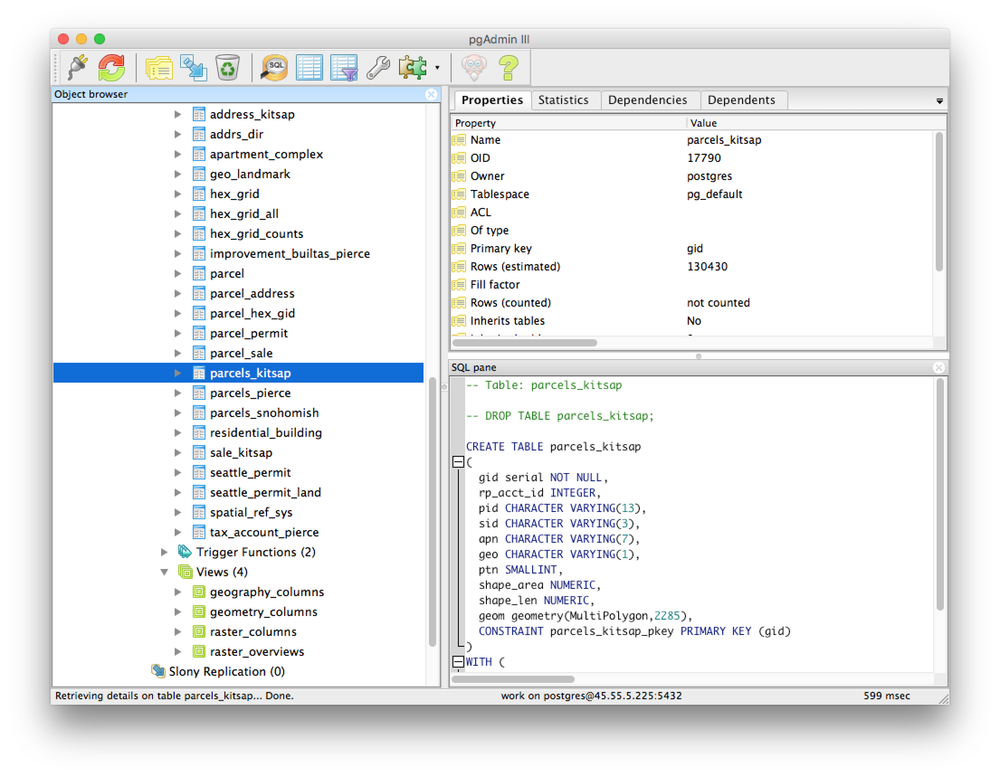 pgAdmin III
SQL
Object browser
address_kitsap
addrs_dir
apartment_complex
geo_landmark
hex_grid
hex_grid_all
hex_grid_counts
improvement_builtas_pierce
parcel
parcel_address
parcel_hex_gid
parcel_permit
parcel_sale
parcels_kitsap
parcels_pierce
parcels_snohomish
residential_building
sale_kitsap
seattle_permit
seattle_permit_land
spatial_ref_sys
tax_account_pierce
Trigger Functions (2)
Views (4)
geography_columns
geometry_columns
raster_columns
raster_overviews
Slony Replication (0)
Properties Statistics Dependencies Dependents
Property Value
Name parcels_kitsap
OID 17790
Owner postgres
Tablespace pg_default
ACL
Of type
Primary key gid
Rows (estimated) 130430
Fill factor
Rows (counted) not counted
Inherits tables No
SQL pane
-- Table: parcels_kitsap
-- DROP TABLE parcels_kitsap;
CREATE TABLE parcels_kitsap
(
gid serial NOT NULL,
rp_acct_id INTEGER,
pid CHARACTER VARYING(13),
sid CHARACTER VARYING(3),
apn CHARACTER VARYING(7),
geo CHARACTER VARYING(1),
ptn SMALLINT,
shape_area NUMERIC,
shape_len NUMERIC,
geom geometry(MultiPolygon,2285),
CONSTRAINT parcels_kitsap_pkey PRIMARY KEY (gid)
)
WITH (
Retrieving details on table parcels_kitsap... Done. work on postgres@45.55.5.225:5432 599 msec